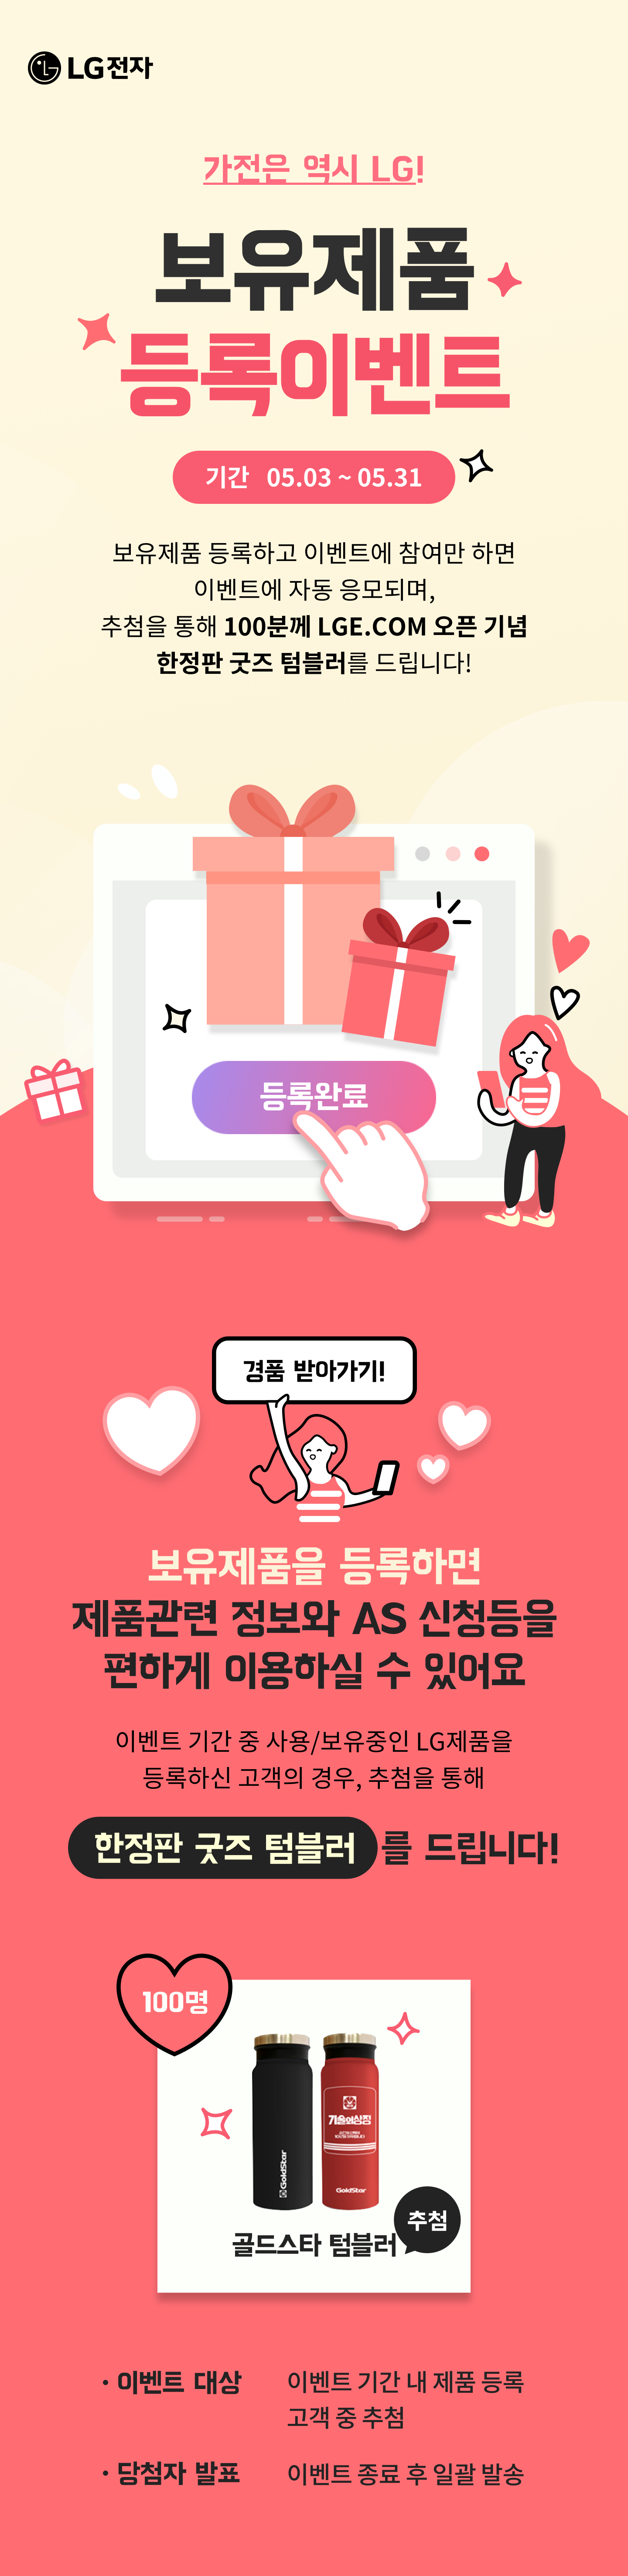 LG전자
가전은 역시 LG!
보유제품
등록이벤트
기간 05.03 ~ 05.31
보유제품 등록하고 이벤트에 참여만 하면
이벤트에 자동 응모되며,
추첨을 통해 100분께 LGE.COM 오픈 기념
한정판 굿즈 텀블러를 드립니다!
등록완료
경품 받아가기!
보유제품을 등록하면
제품관련 정보와 AS 신청등을
편하게 이용하실 수 있어요
이벤트 기간 중 사용/보유중인 LG제품을
등록하신 고객의 경우, 추첨을 통해
한정판 굿즈 텀블러를 드립니다!
100명
기술의상징
GoldStar
GoldStar
추첨
골드스타 텀블러
· 이벤트 대상 이벤트 기간 내 제품 등록
고객 중 추첨
· 당첨자 발표 이벤트 종료 후 일괄 발송